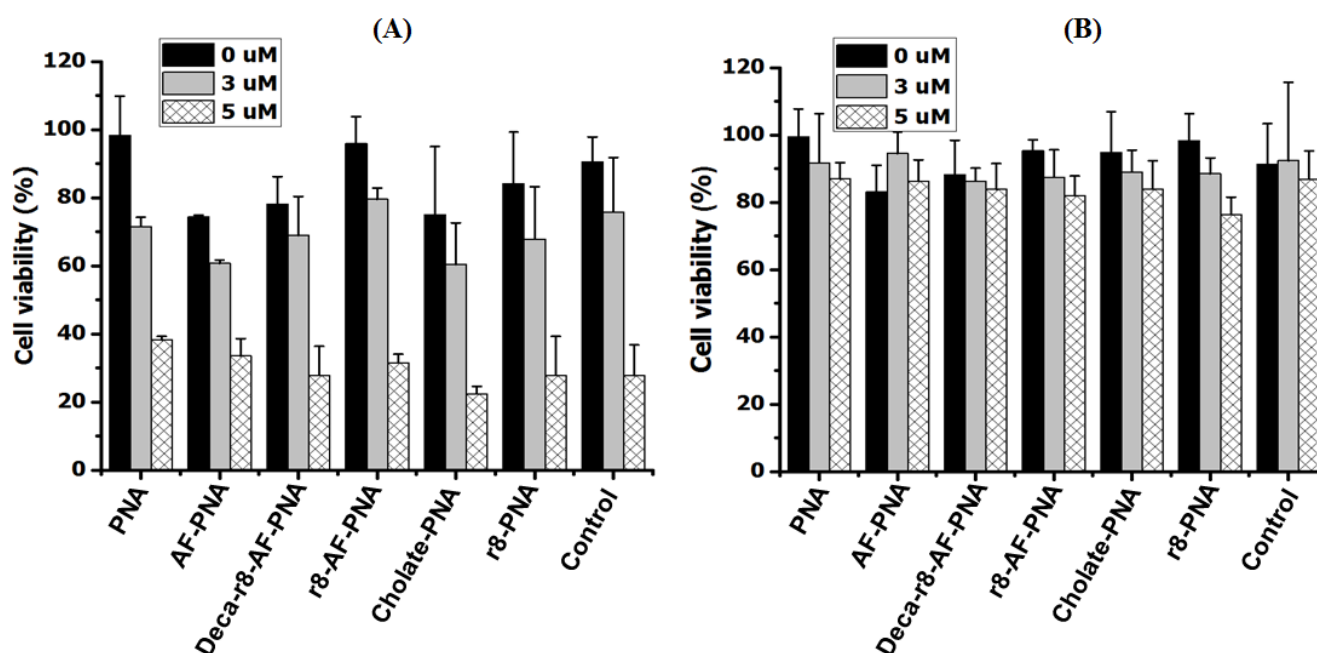 (A)
0 uM
3 uM
5 uM
Cell viability (%)
120
100
80
60
40
20
0
PNA
AF-PNA
Deca-r8-AF-PNA
r8-AF-PNA
Cholate-PNA
r8-PNA
Control
(B)
0 uM
3 uM
5 uM
Cell viability (%)
120
100
80
60
40
20
0
PNA
AF-PNA
Deca-r8-AF-PNA
r8-AF-PNA
Cholate-PNA
r8-PNA
Control